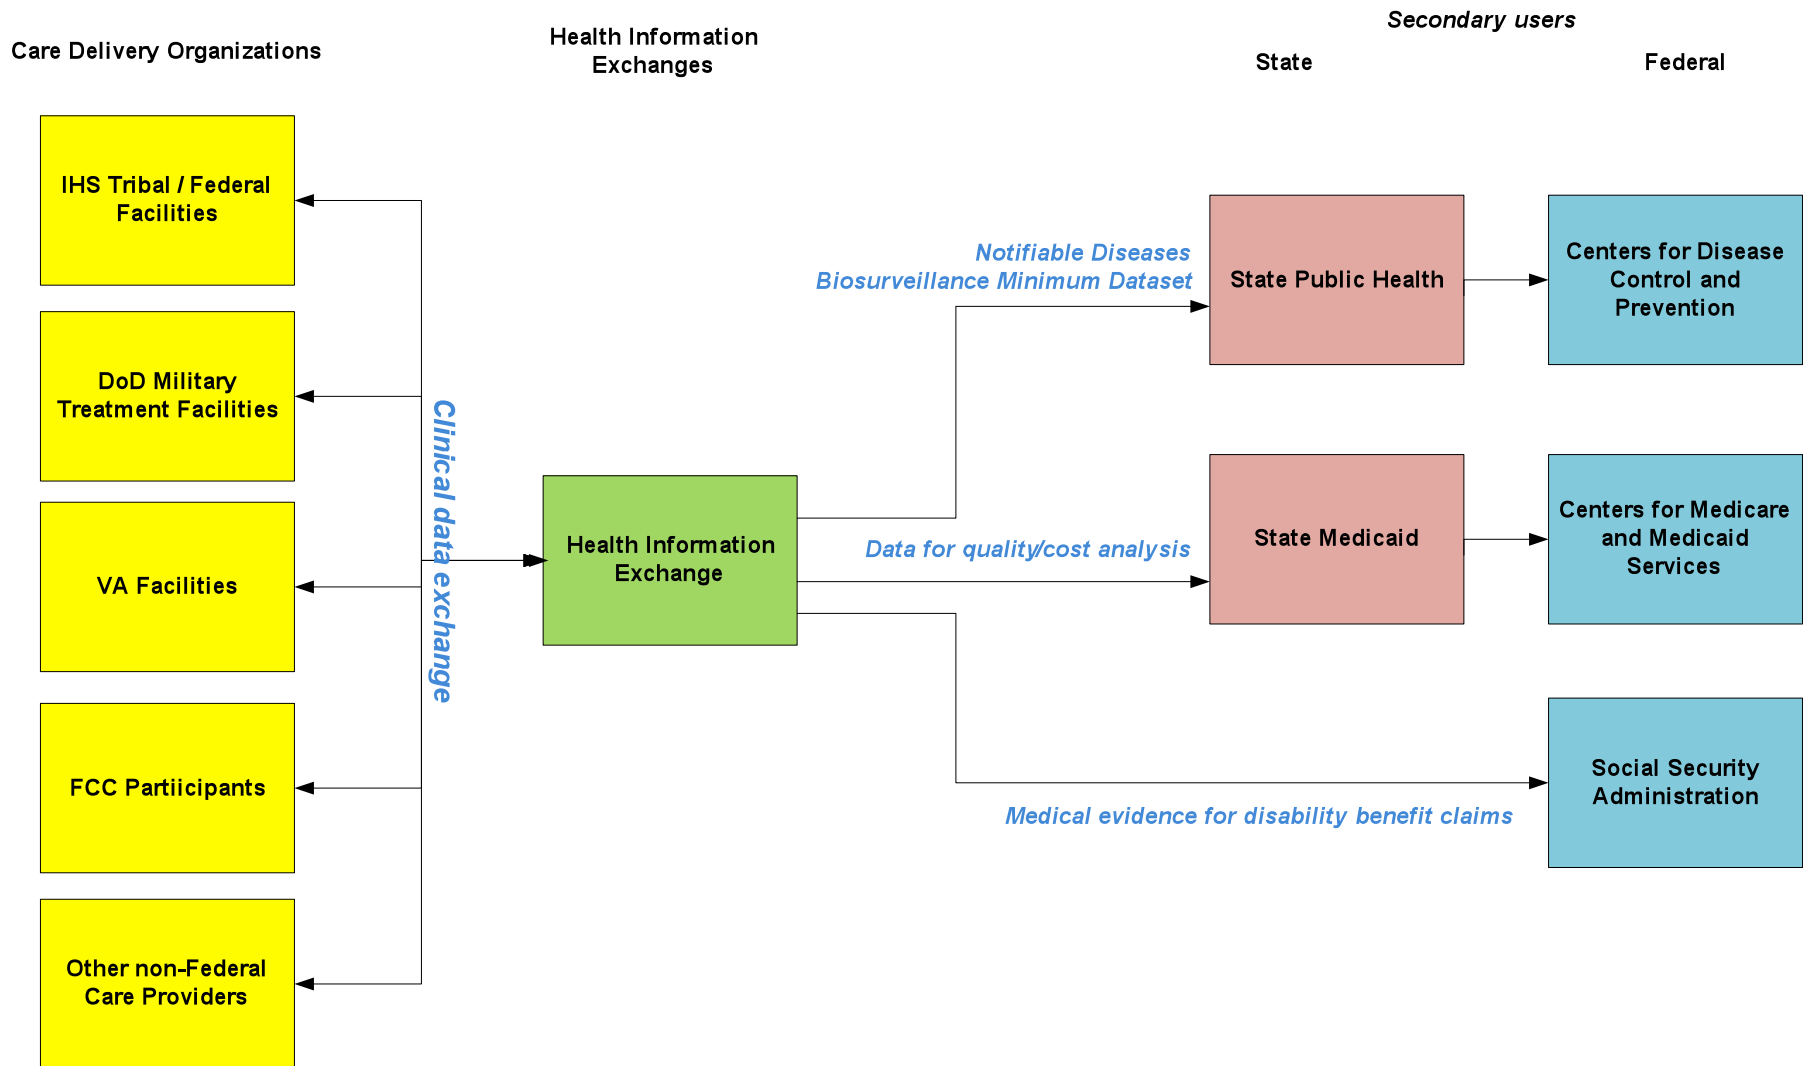 Secondary users
Care Delivery Organizations
Health Information
Exchanges
State
Federal
IHS Tribal / Federal
Facilities
DoD Military
Treatment Facilities
VA Facilities
FCC Partiicipants
Other non-Federal
Care Providers
Clinical data exchange
Health Information
Exchange
Notifiable Diseases
Biosurveillance Minimum Dataset
Data for quality/cost analysis
Medical evidence for disability benefit claims
State Public Health
State Medicaid
Centers for Disease
Control and
Prevention
Centers for Medicare
and Medicaid
Services
Social Security
Administration